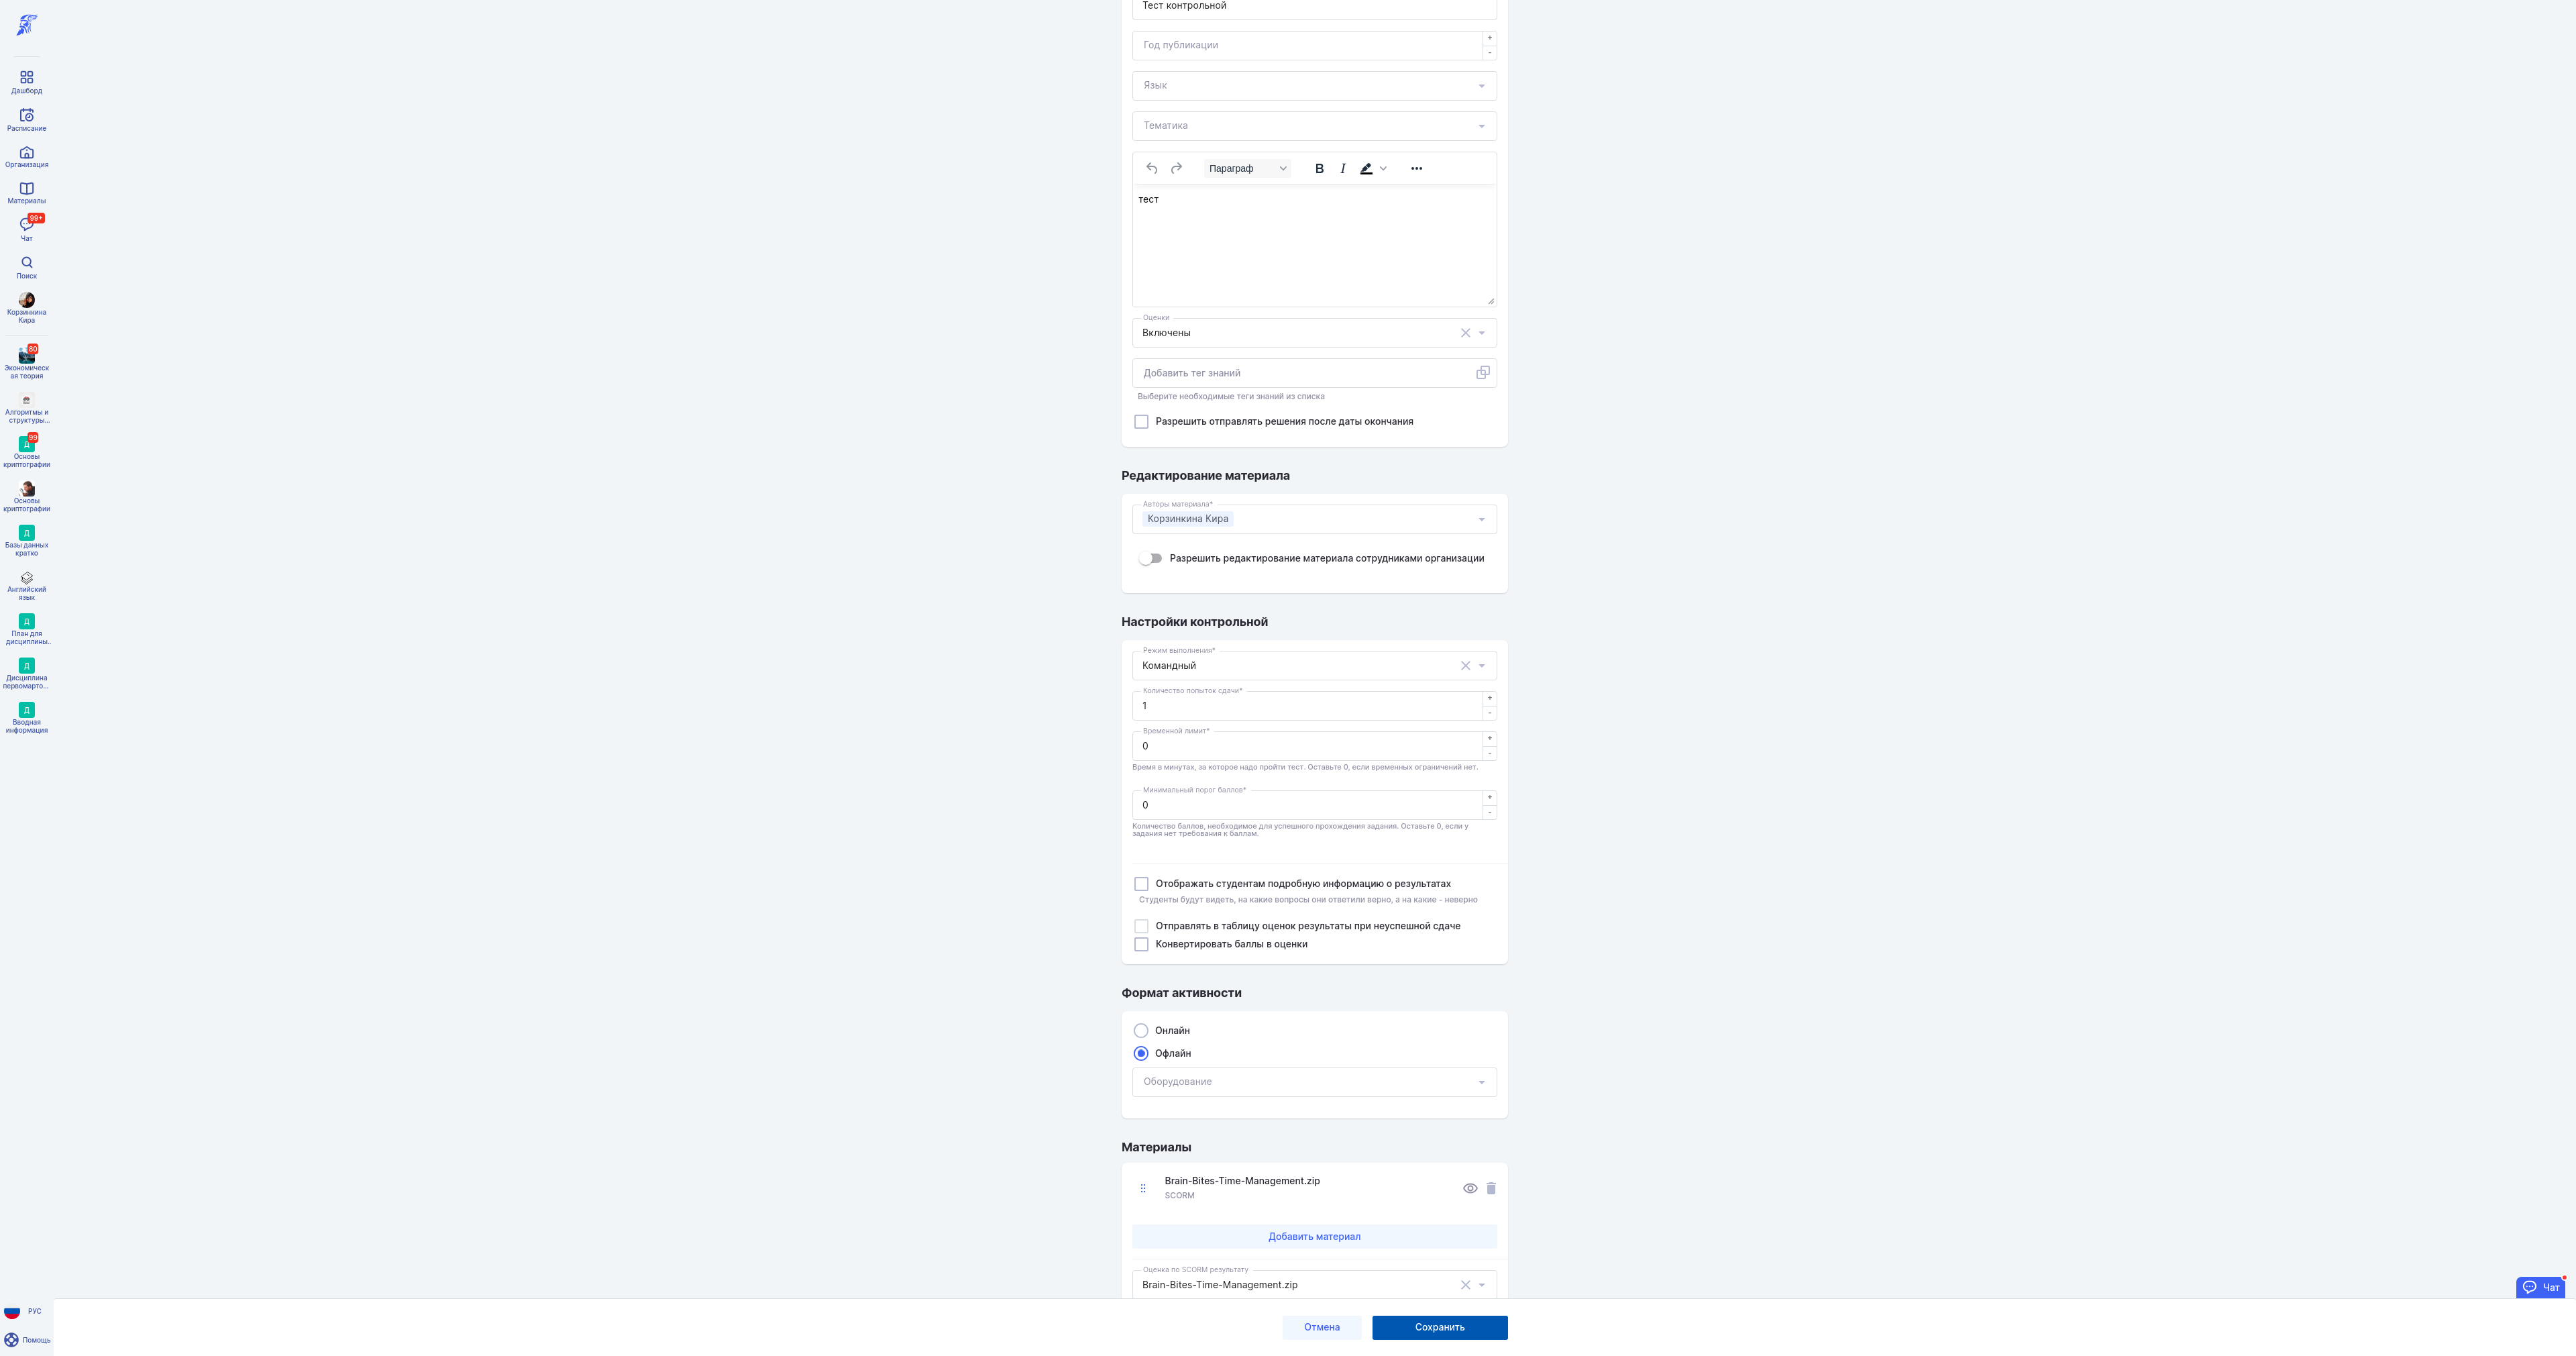 Дашборд
Расписание
Организация
Материалы
99+
Чат
Поиск
Корзинкина
Кира
80
Экономическ
ая теория
Алгоритмы и
структуры...
Д
99
Основы
криптографии
Основы
криптографии
Д
Базы данных
кратко
Английский
язык
Д
План для
дисциплины..
Д
Дисциплина
первомарто...
Д
Вводная
информация
РУС
Помощь
Тест контрольной
Год публикации
+
-
Язык
Тематика
Параграф
B I
тест
Оценки
Включены
Добавить тег знаний
Выберите необходимые теги знаний из списка
Разрешить отправлять решения после даты окончания
Редактирование материала
Авторы материала*
Корзинкина Кира
Разрешить редактирование материала сотрудниками организации
Настройки контрольной
Режим выполнения*
Командный
Количество попыток сдачи*
1
+
-
Временной лимит*
0
+
-
Время в минутах, за которое надо пройти тест. Оставьте 0, если временных ограничений нет.
Минимальный порог баллов*
0
+
-
Количество баллов, необходимое для успешного прохождения задания. Оставьте 0, если у
задания нет требования к баллам.
Отображать студентам подробную информацию о результатах
Студенты будут видеть, на какие вопросы они ответили верно, а на какие - неверно
Отправлять в таблицу оценок результаты при неуспешной сдаче
Конвертировать баллы в оценки
Формат активности
Онлайн
Офлайн
Оборудование
Материалы
Brain-Bites-Time-Management.zip
SCORM
Добавить материал
Оценка по SCORM результату
Brain-Bites-Time-Management.zip
Чат
Отмена
Сохранить